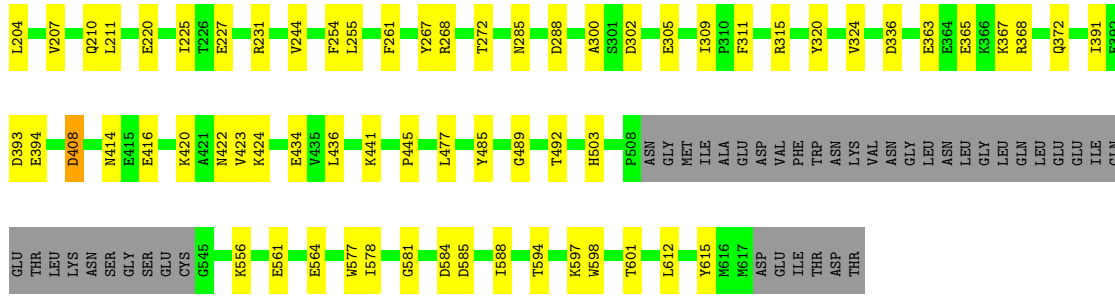 L204 V207 Q210 L211 E220 I225 T226 E227 R231 V244 F254 L255 F261 Y267 R268 T272 N285 D288 A300 S301 D302 E305 I309 P310 F311 R315 Y320 V324 D336 E363 E364 E365 K366 K367 R368 Q372 I391 E392
D393 E394 D408 N414 E415 E416 K420 A421 N422 V423 K424 E434 V435 L436 K441 P445 L477 Y485 G489 T492 H503 P508 ASN GLY MET ILE ALA GLU ASP VAL PHE TRP ASN LYS VAL ASN GLY LEU ASN LEU GLY LEU GLN LEU GLU GLU ILE GLN
GLU THR LEU LYS ASN SER GLY SER GLU CYS G545 K556 E561 E564 W577 I578 G581 D584 D585 I588 T594 K597 W598 T601 L612 Y615 M616 M617 ASP GLU ILE THR ASP THR